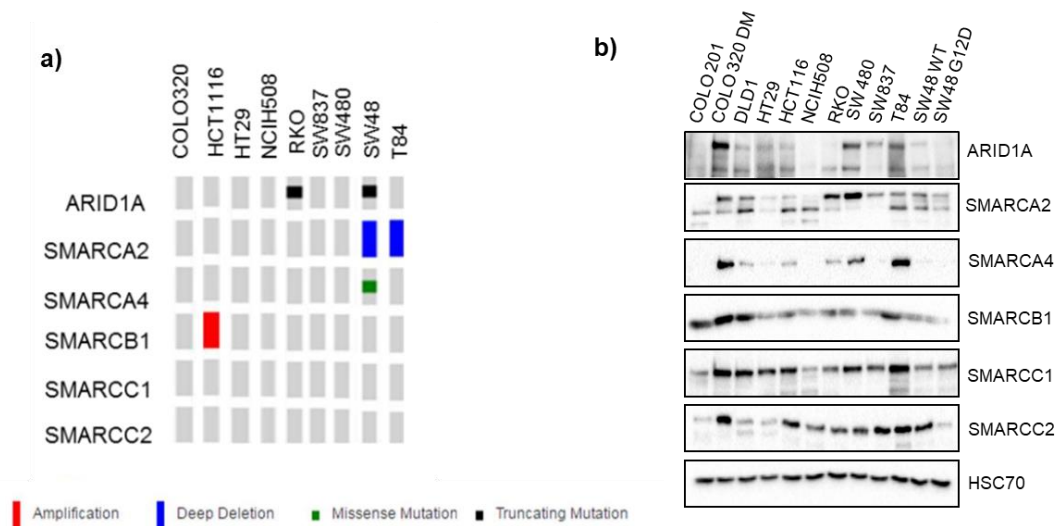 a)
COLO320
HCT1116
HT29
NCIH508
RKO
SW837
SW480
SW48
T84
ARID1A
SMARCA2
SMARCA4
SMARCB1
SMARCC1
SMARCC2
Amplification
Deep Deletion
Missense Mutation
Truncating Mutation
b)
COLO 201
COLO 320 DM
DLD1
HT29
HCT116
NCIH508
RKO
SW 480
SW837
T84
SW48 WT
SW48 G12D
ARID1A
SMARCA2
SMARCA4
SMARCB1
SMARCC1
SMARCC2
HSC70